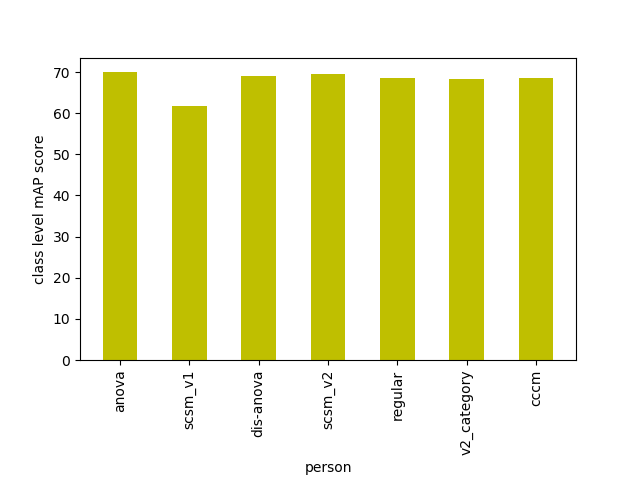 class level mAP score
70
60
50
40
30
20
10
0
anova
scsm_v1
dis-anova
scsm_v2
regular
v2_category
cccm
person